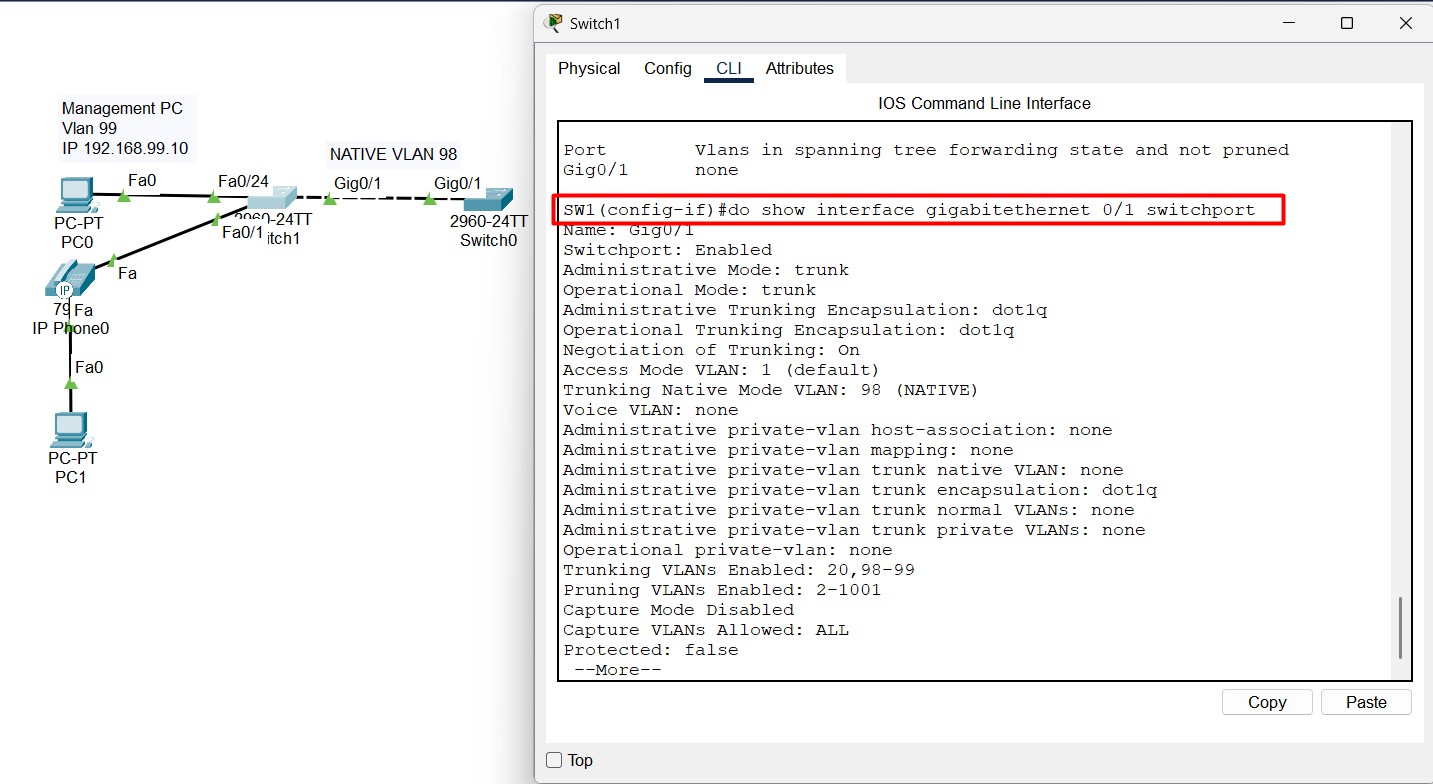 Management PC
Vlan 99
IP 192.168.99.10
NATIVE VLAN 98
Fa0
Fa0/24
Gig0/1
Gig0/1
PC-PT
PC0
2960-24TT
itch1
Fa0/1
2960-24TT
Switch0
Fa
IP
79
Fa
IP Phone0
Fa0
PC-PT
PC1
Switch1
Physical Config CLI Attributes
IOS Command Line Interface
Port Vlans in spanning tree forwarding state and not pruned
Gig0/1 none
SW1(config-if)#do show interface gigabitethernet 0/1 switchport
Name: Gig0/1
Switchport: Enabled
Administrative Mode: trunk
Operational Mode: trunk
Administrative Trunking Encapsulation: dot1q
Operational Trunking Encapsulation: dot1q
Negotiation of Trunking: On
Access Mode VLAN: 1 (default)
Trunking Native Mode VLAN: 98 (NATIVE)
Voice VLAN: none
Administrative private-vlan host-association: none
Administrative private-vlan mapping: none
Administrative private-vlan trunk native VLAN: none
Administrative private-vlan trunk encapsulation: dot1q
Administrative private-vlan trunk normal VLANs: none
Administrative private-vlan trunk private VLANs: none
Operational private-vlan: none
Trunking VLANs Enabled: 20,98-99
Pruning VLANs Enabled: 2-1001
Capture Mode Disabled
Capture VLANs Allowed: ALL
Protected: false
--More--
Copy Paste
Top